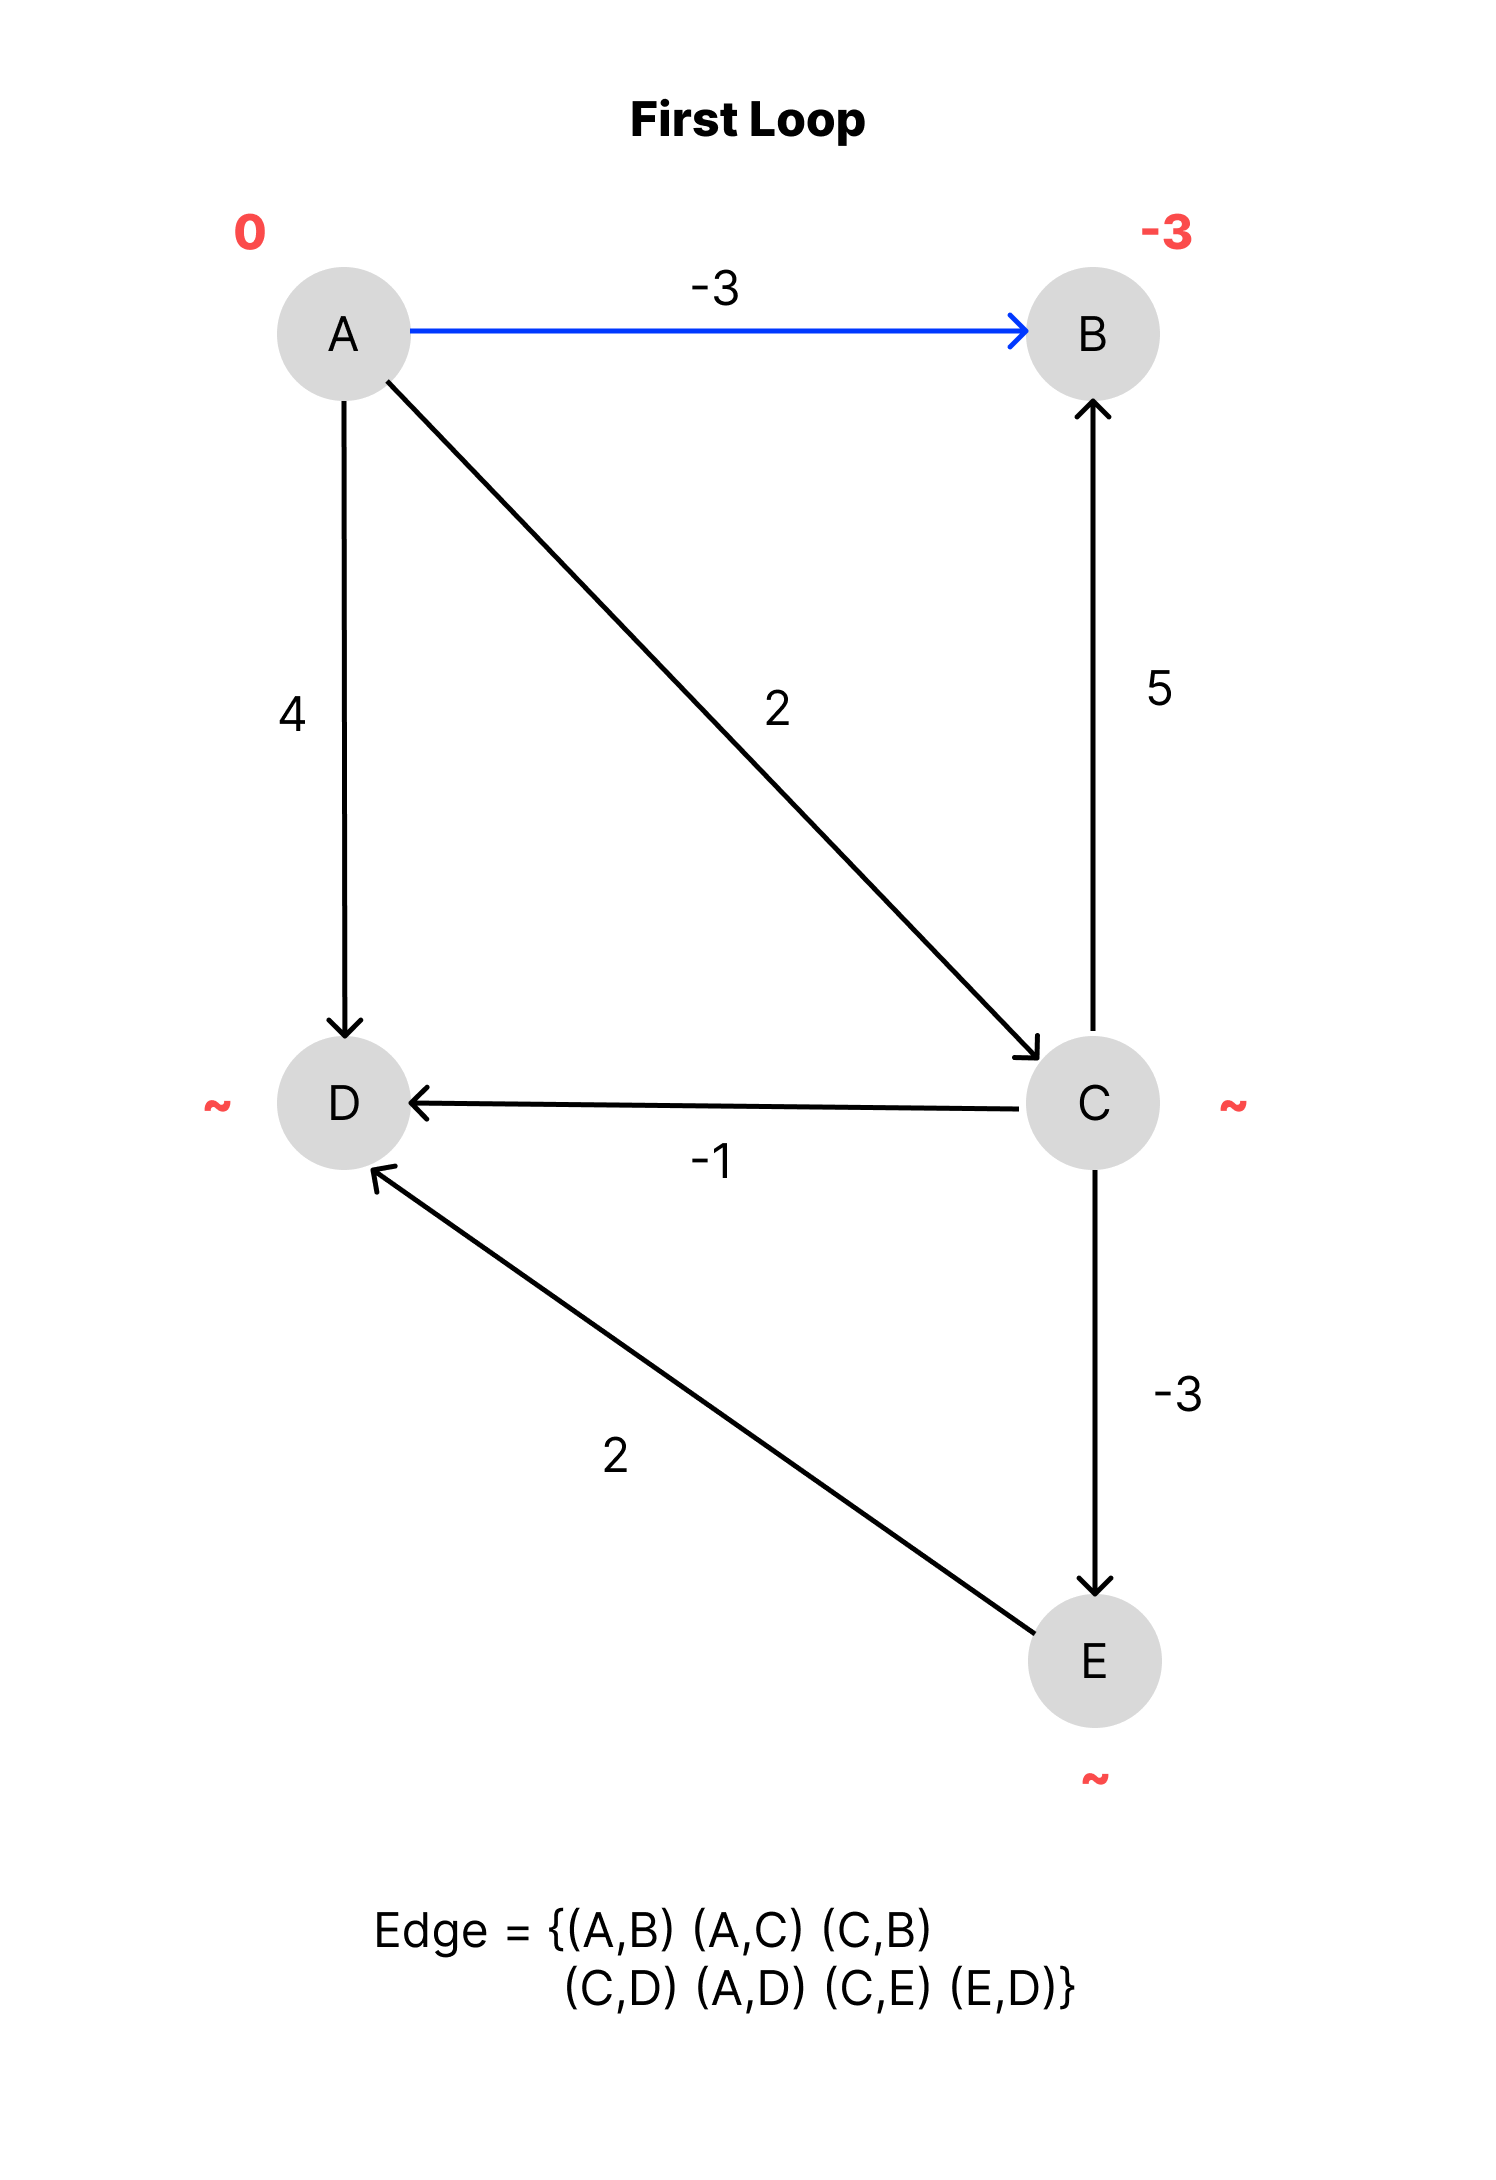 First Loop
0
-3
-3
A
B
4
2
5
~
D
C
~
-1
-3
2
E
~
Edge = {(A,B) (A,C) (C,B)
(C,D) (A,D) (C,E) (E,D)}